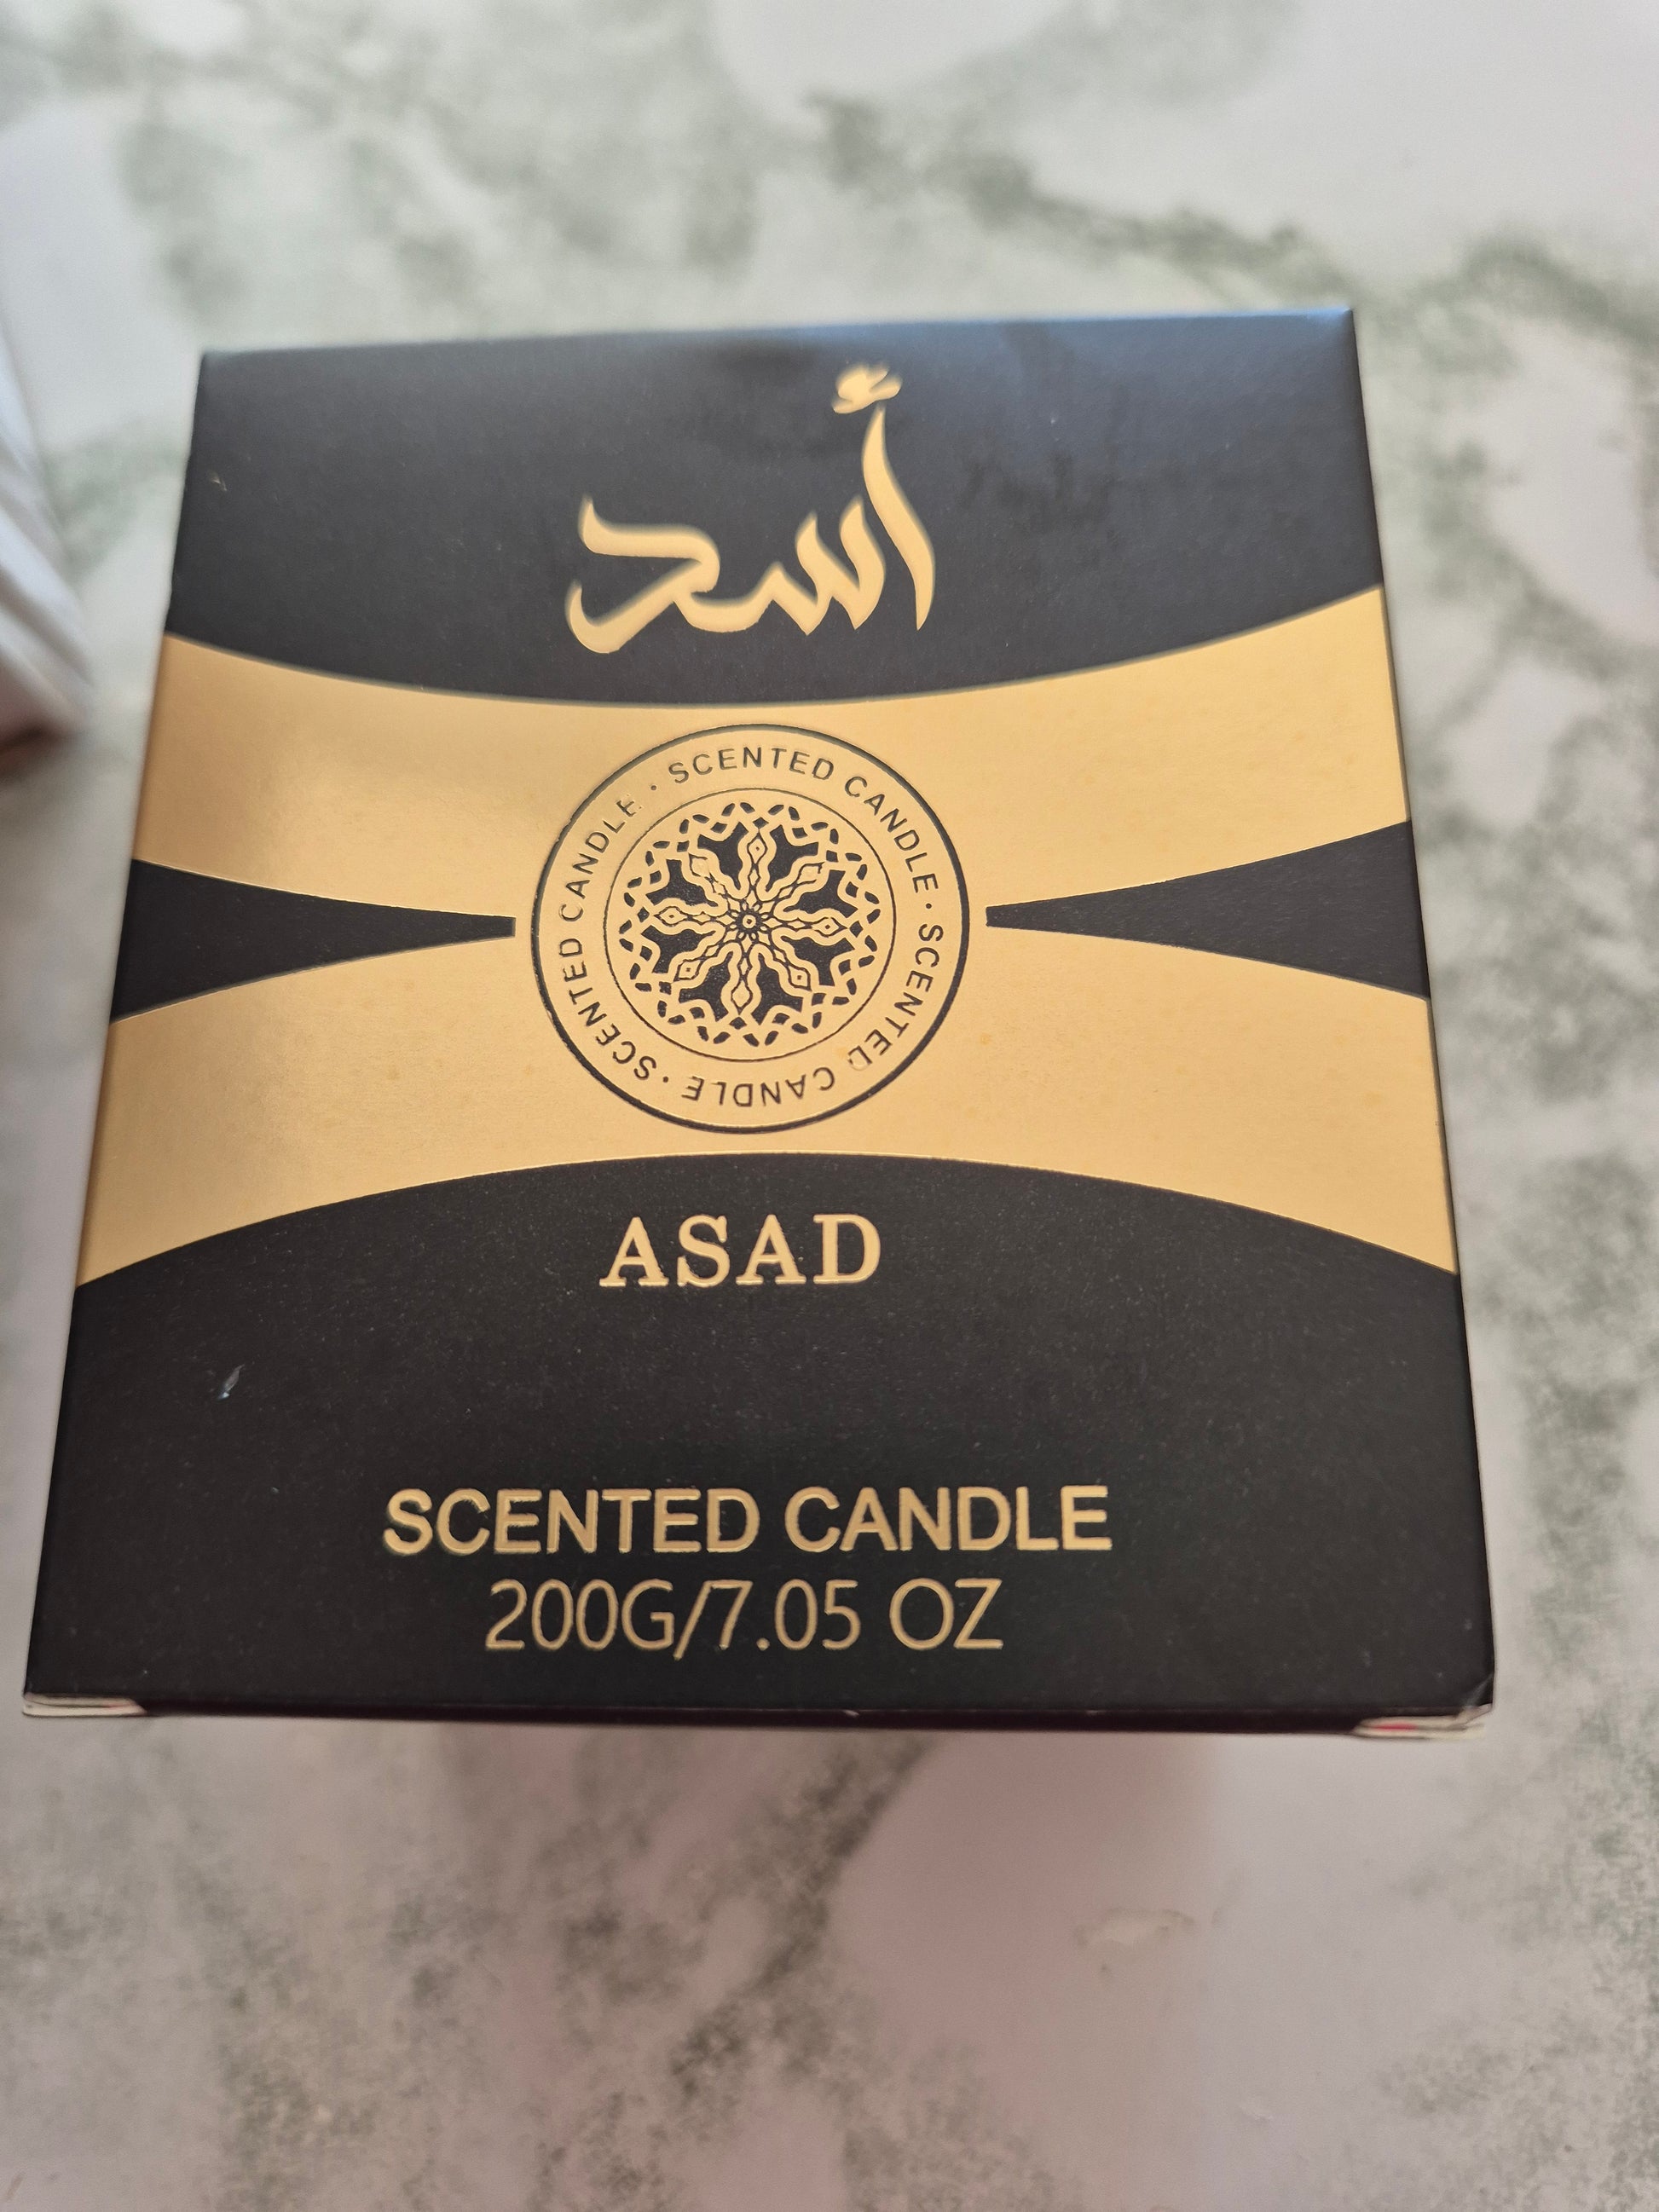 أسد
SCENTED CANDLE · SCENTED CANDLE · SCENTED CANDLE ·
ASAD
SCENTED CANDLE
200G/7.05 OZ